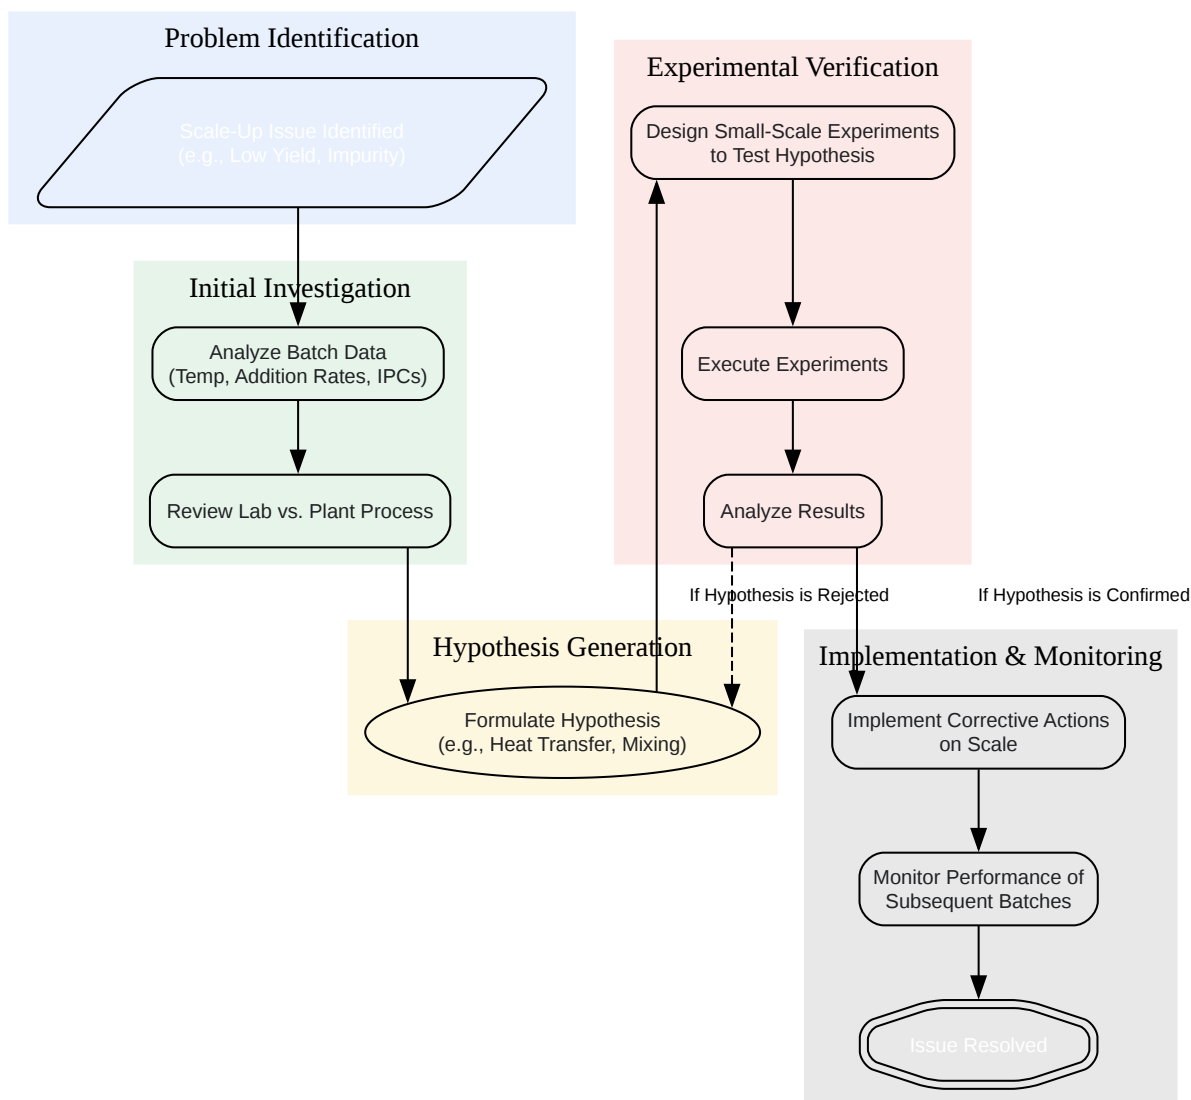 Problem Identification
Scale-Up Issue Identified
(e.g., Low Yield, Impurity)
Initial Investigation
Analyze Batch Data
(Temp, Addition Rates, IPCs)
Review Lab vs. Plant Process
Hypothesis Generation
Formulate Hypothesis
(e.g., Heat Transfer, Mixing)
Experimental Verification
Design Small-Scale Experiments
to Test Hypothesis
Execute Experiments
Analyze Results
If Hypothesis is Rejected
If Hypothesis is Confirmed
Implementation & Monitoring
Implement Corrective Actions
on Scale
Monitor Performance of
Subsequent Batches
Issue Resolved